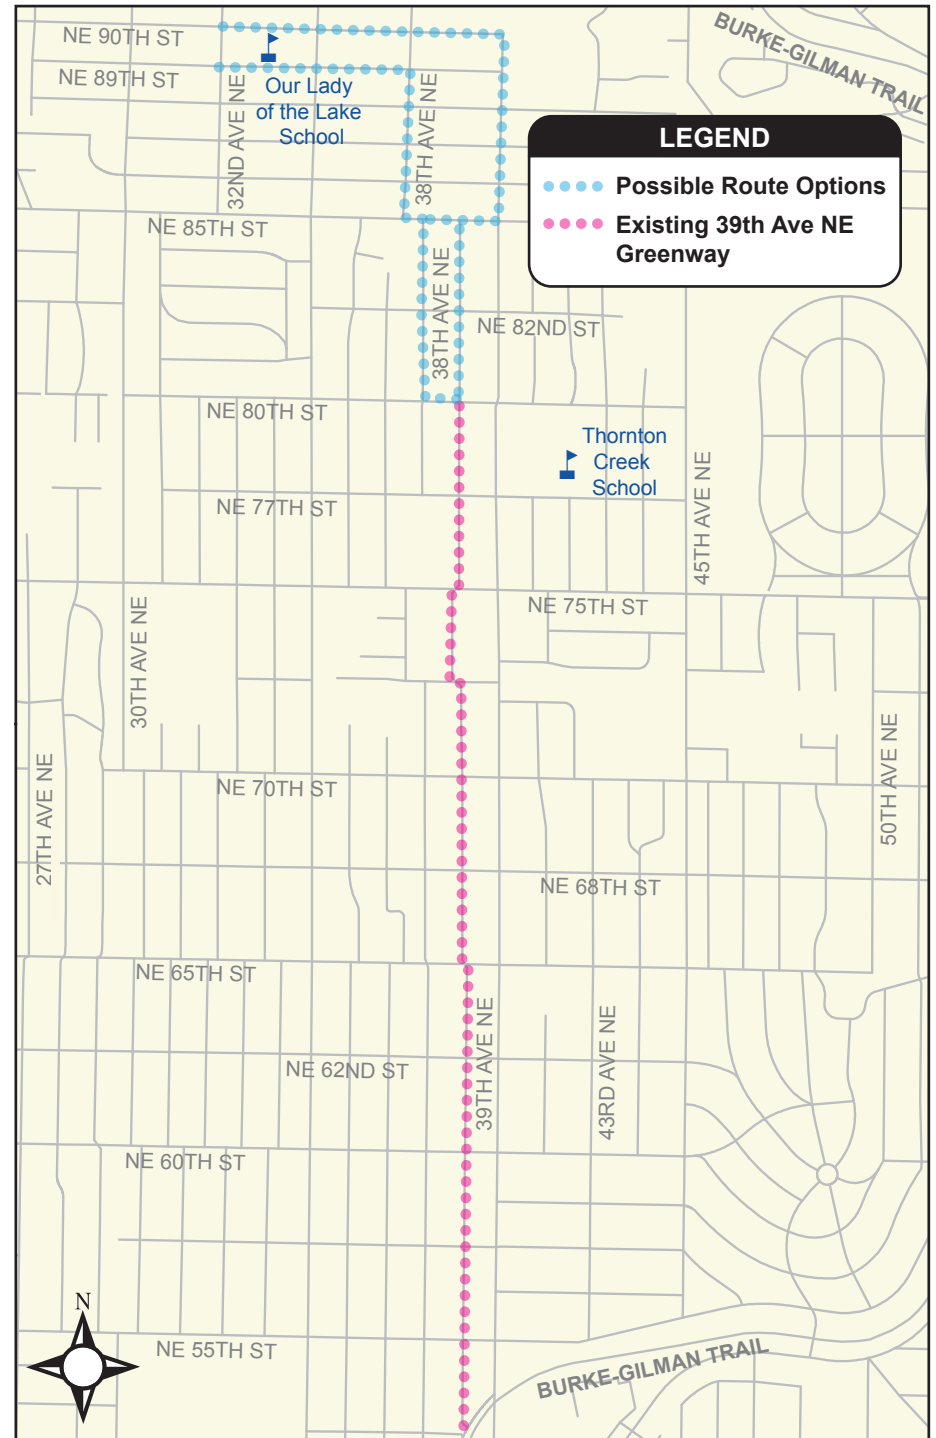 NE 90TH ST
BURKE-GILMAN TRAIL
NE 89TH ST
32ND AVE NE
Our Lady
of the Lake
School
38TH AVE NE
LEGEND
Possible Route Options
Existing 39th Ave NE
Greenway
NE 85TH ST
38TH AVE NE
NE 82ND ST
NE 80TH ST
Thornton
Creek
School
45TH AVE NE
NE 77TH ST
30TH AVE NE
NE 75TH ST
27TH AVE NE
50TH AVE NE
NE 70TH ST
NE 68TH ST
NE 65TH ST
39TH AVE NE
43RD AVE NE
NE 62ND ST
NE 60TH ST
N
NE 55TH ST
BURKE-GILMAN TRAIL